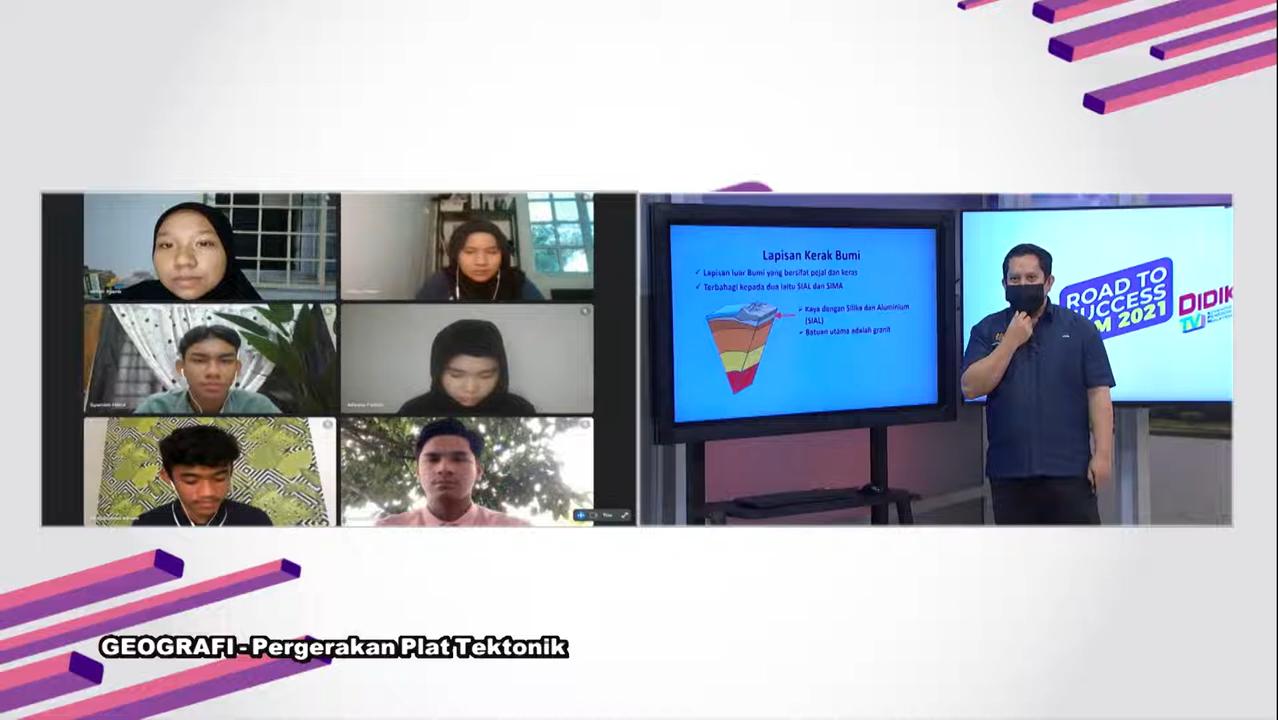 Lapisan Kerak Bumi
✓ Lapisan luar Bumi yang bersifat pejal dan keras
✓ Terbahagi kepada dua iaitu SIAL dan SIMA
➢ Kaya dengan Silika dan Aluminium
(SIAL)
➢ Batuan utama adalah granit
ROAD TO
SUCCESS
M 2021
DIDIK
TV
GEOGRAFI - Pergerakan Plat Tektonik